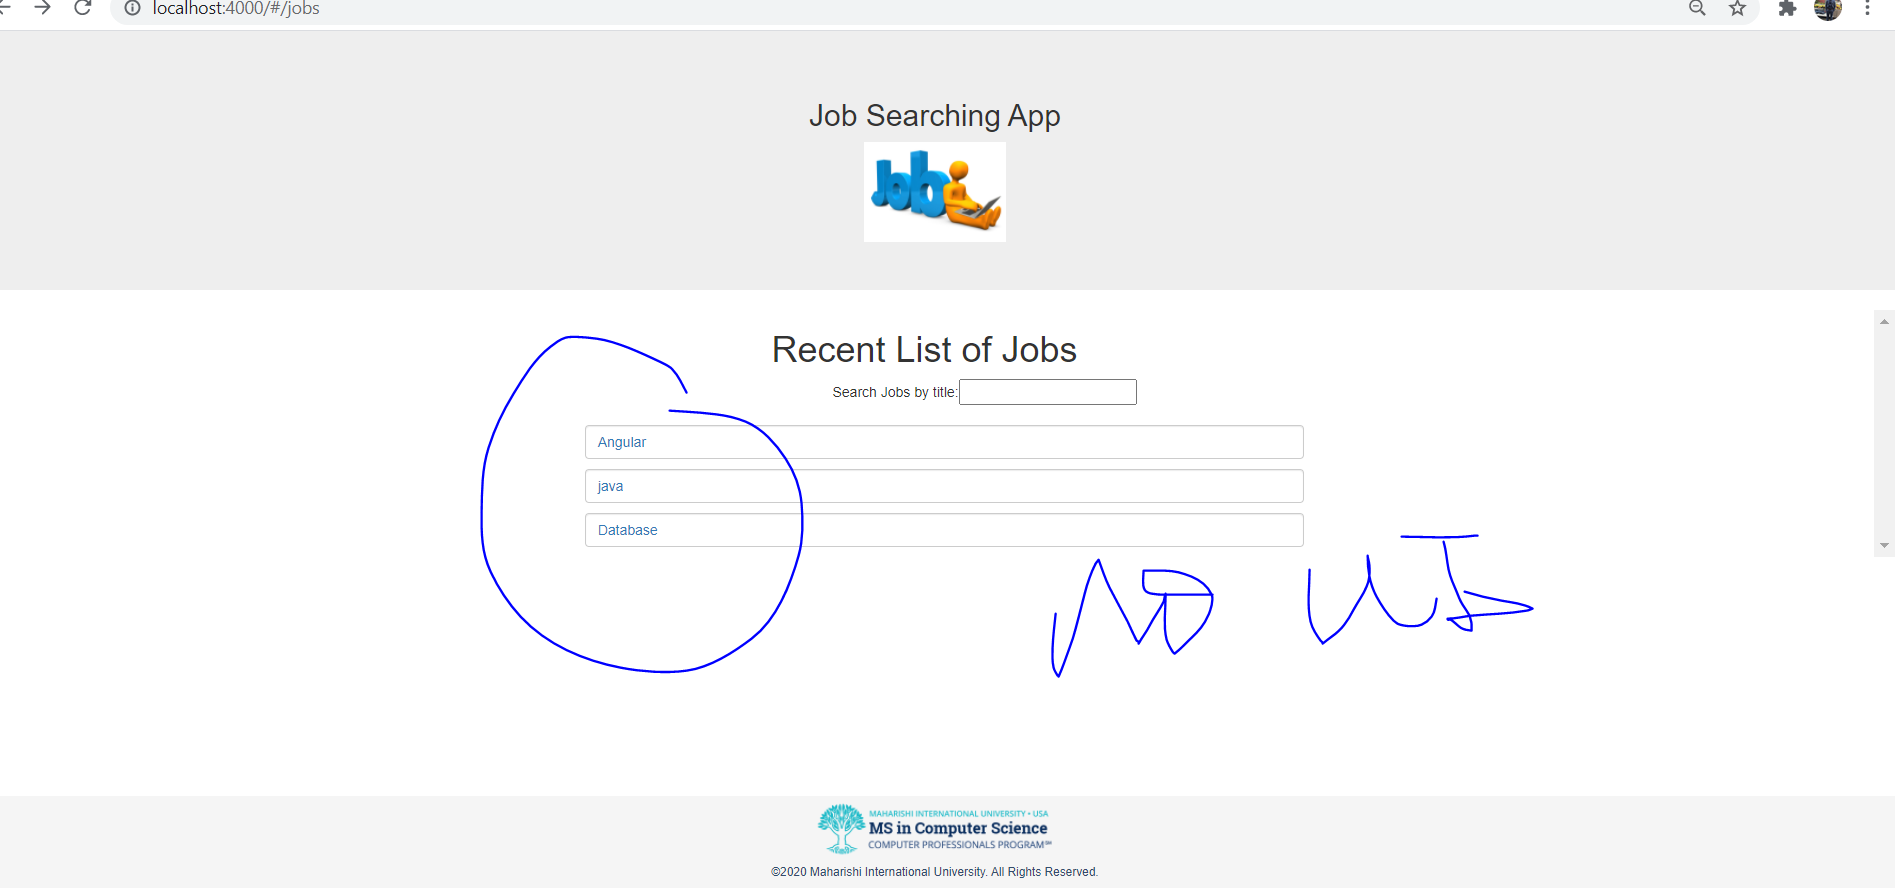 localhost:4000/#/jobs
Job Searching App
Job
Recent List of Jobs
Search Jobs by title:
Angular
java
Database
NO UI
MAHARISHI INTERNATIONAL UNIVERSITY • USA
MS in Computer Science
COMPUTER PROFESSIONALS PROGRAM℠
©2020 Maharishi International University. All Rights Reserved.